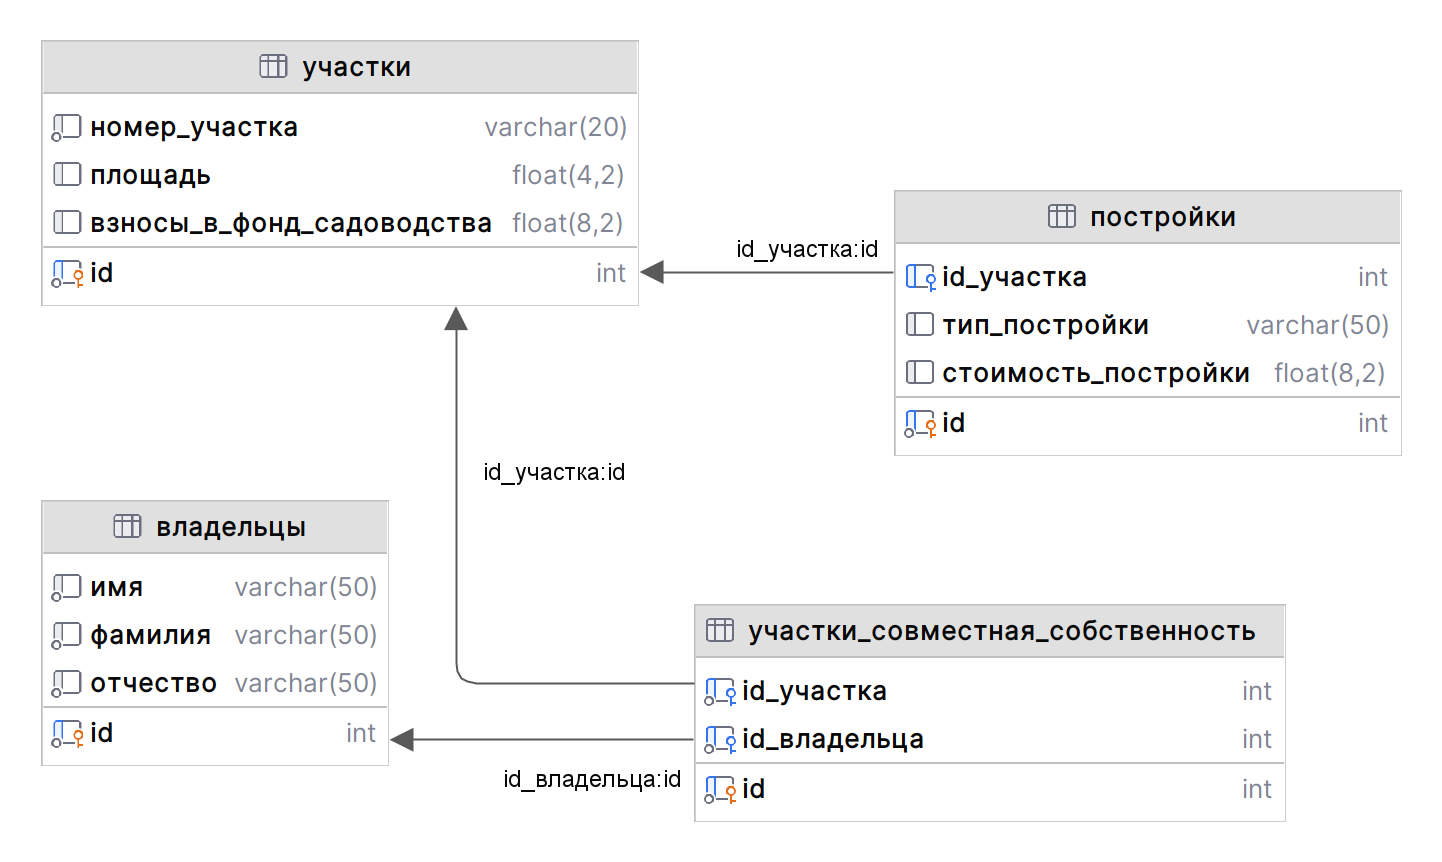 участки
номер_участка varchar(20)
площадь float(4,2)
взносы_в_фонд_садоводства float(8,2)
id int
id_участка:id
постройки
id_участка int
тип_постройки varchar(50)
стоимость_постройки float(8,2)
id int
id_участка:id
владельцы
имя varchar(50)
фамилия varchar(50)
отчество varchar(50)
id int
id_владельца:id
участки_совместная_собственность
id_участка int
id_владельца int
id int